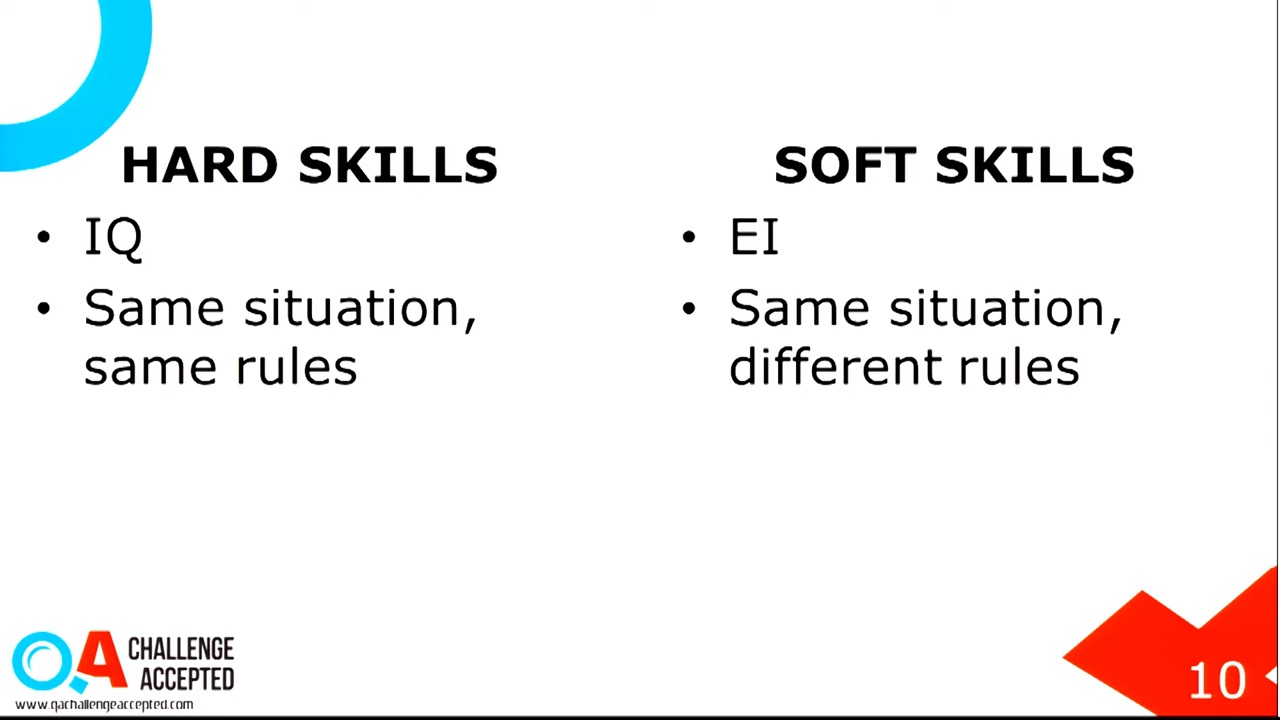 HARD SKILLS
• IQ
• Same situation,
same rules
SOFT SKILLS
• EI
• Same situation,
different rules
QA CHALLENGE
ACCEPTED
www.qachallengeaccepted.com
10